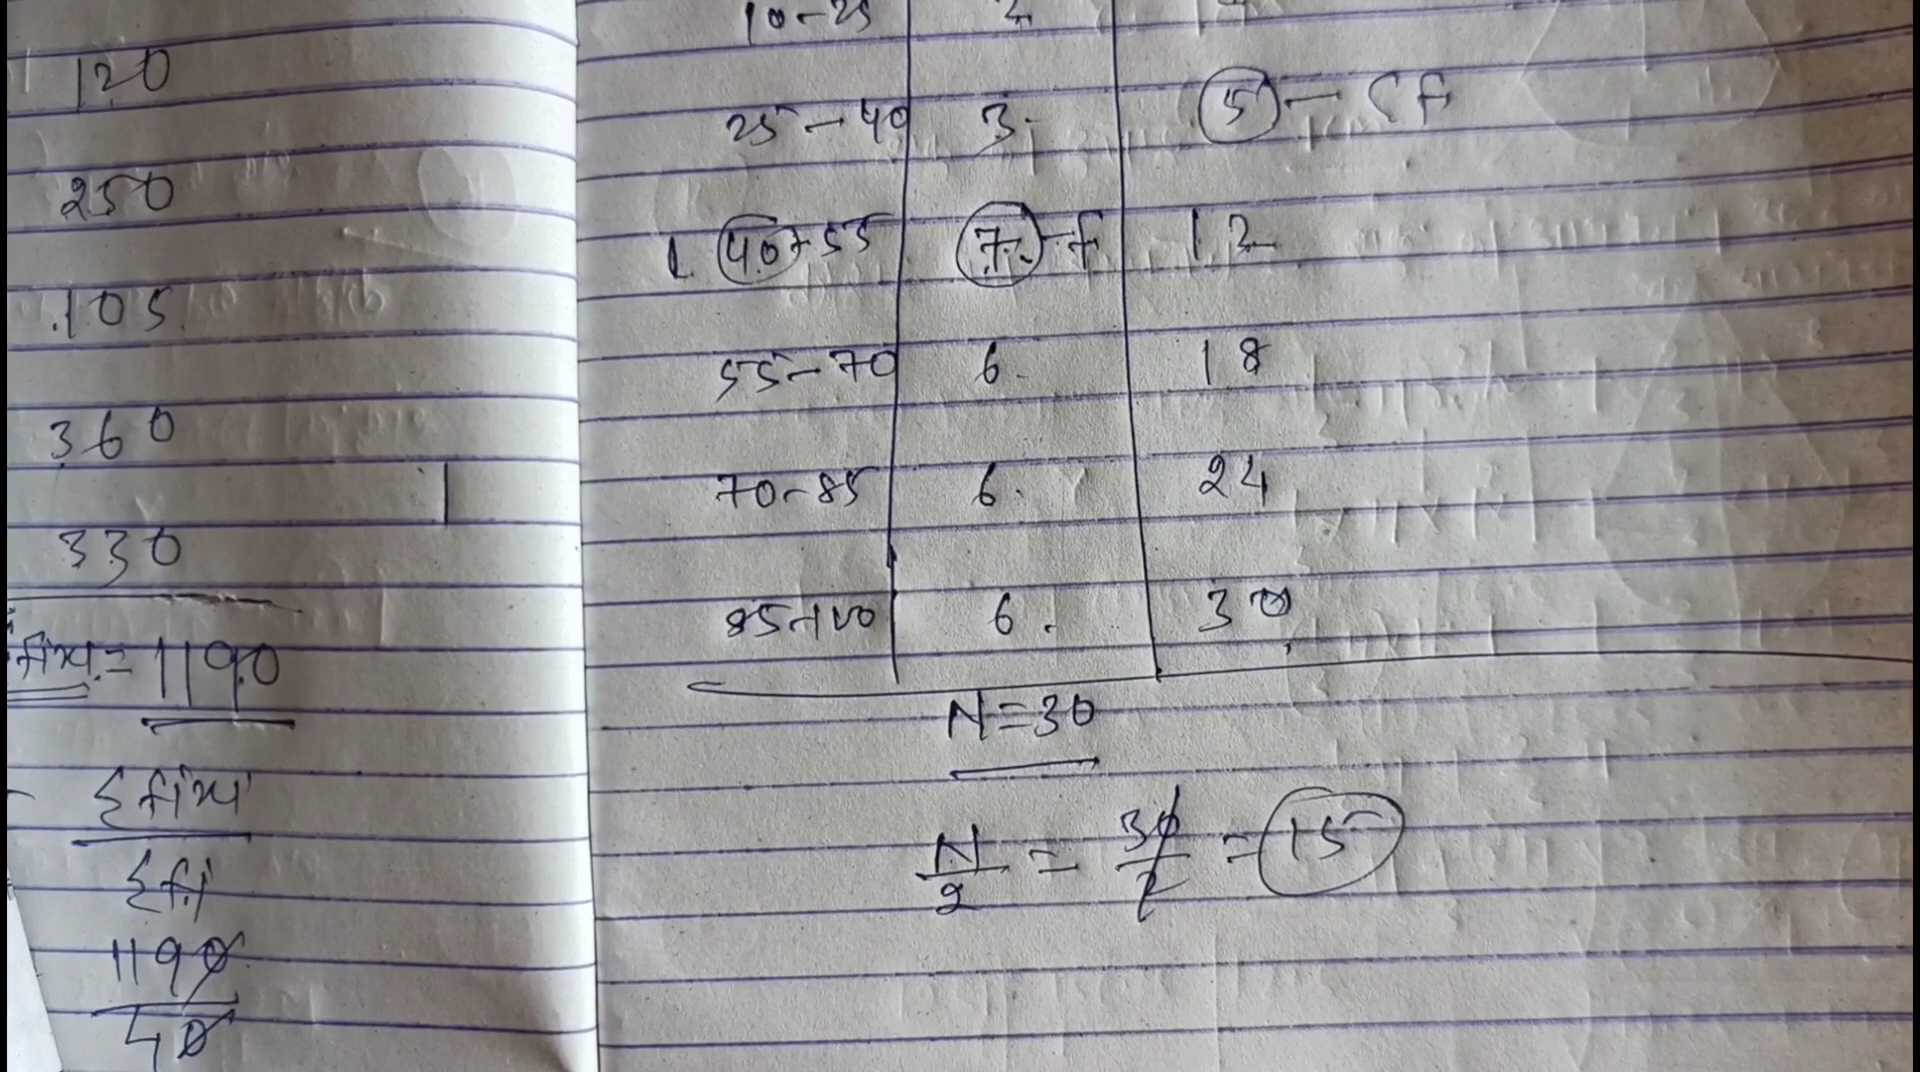 120
250
105
360
330
fixi = 1190
Σfixi
Σfi
1190
40
10-25 2
25-40 3 5 - CF
L 40-55 7 - f 12
55-70 6 18
70-85 6 24
85-100 6 30
N=30
N/2 = 30/2 = 15